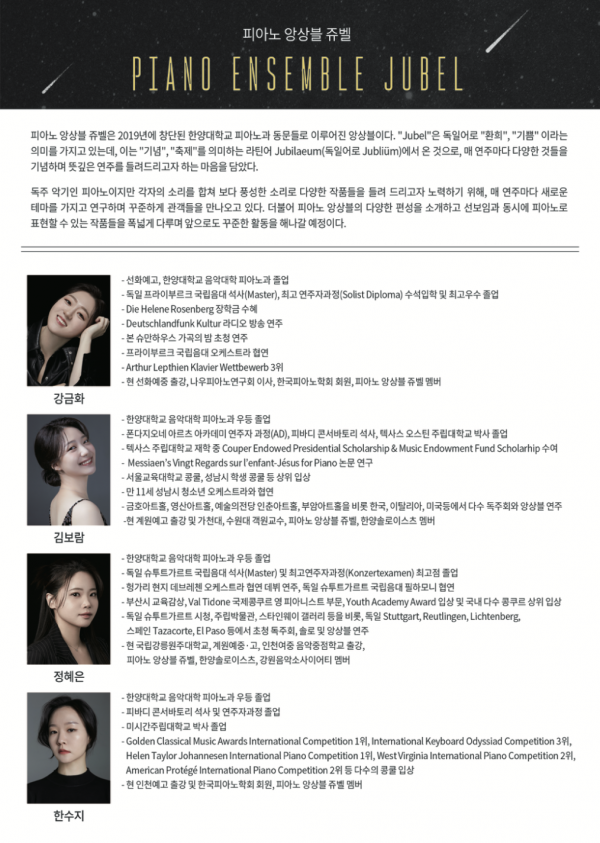 피아노 앙상블 쥬벨
PIANO ENSEMBLE JUBEL
피아노 앙상블 쥬벨은 2019년에 창단된 한양대학교 피아노과 동문들로 이루어진 앙상블이다. "Jubel"은 독일어로 "환희", "기쁨" 이라는
의미를 가지고 있는데, 이는 "기념", "축제"를 의미하는 라틴어 Jubilaeum(독일어로 Jubliüm)에서 온 것으로, 매 연주마다 다양한 것들을
기념하며 뜻깊은 연주를 들려드리고자 하는 마음을 담았다.
독주 악기인 피아노이지만 각자의 소리를 합쳐 보다 풍성한 소리로 다양한 작품들을 들려 드리고자 노력하기 위해, 매 연주마다 새로운
테마를 가지고 연구하며 꾸준하게 관객들을 만나오고 있다. 더불어 피아노 앙상블의 다양한 편성을 소개하고 선보임과 동시에 피아노로
표현할 수 있는 작품들을 폭넓게 다루며 앞으로도 꾸준한 활동을 해나갈 예정이다.
- 선화예고, 한양대학교 음악대학 피아노과 졸업
- 독일 프라이부르크 국립음대 석사(Master), 최고 연주자과정(Solist Diploma) 수석입학 및 최고우수 졸업
- Die Helene Rosenberg 장학금 수혜
- Deutschlandfunk Kultur 라디오 방송 연주
- 본 슈만하우스 가곡의 밤 초청 연주
- 프라이부르크 국립음대 오케스트라 협연
- Arthur Lepthien Klavier Wettbewerb 3위
- 현 선화예중 출강, 나우피아노연구회 이사, 한국피아노학회 회원, 피아노 앙상블 쥬벨 멤버
강금화
- 한양대학교 음악대학 피아노과 우등 졸업
- 폰다지오네 아르츠 아카데미 연주자 과정(AD), 피바디 콘서바토리 석사, 텍사스 오스틴 주립대학교 박사 졸업
- 텍사스 주립대학교 재학 중 Couper Endowed Presidential Scholarship & Music Endowment Fund Scholarhip 수여
- Messiaen's Vingt Regards sur l'enfant-Jésus for Piano 논문 연구
- 서울교육대학교 콩쿨, 성남시 학생 콩쿨 등 상위 입상
- 만 11세 성남시 청소년 오케스트라와 협연
- 금호아트홀, 영산아트홀, 예술의전당 인춘아트홀, 부암아트홀을 비롯 한국, 이탈리아, 미국등에서 다수 독주회와 앙상블 연주
-현 계원예고 출강 및 가천대, 수원대 객원교수, 피아노 앙상블 쥬벨, 한양솔로이스츠 멤버
김보람
- 한양대학교 음악대학 피아노과 우등 졸업
- 독일 슈투트가르트 국립음대 석사(Master) 및 최고연주자과정(Konzertexamen) 최고점 졸업
- 헝가리 현지 데브레첸 오케스트라 협연 데뷔 연주, 독일 슈투트가르트 국립음대 필하모니 협연
- 부산시 교육감상, Val Tidone 국제콩쿠르 영 피아니스트 부문, Youth Academy Award 입상 및 국내 다수 콩쿠르 상위 입상
- 독일 슈투트가르트 시청, 주립박물관, 스타인웨이 갤러리 등을 비롯, 독일 Stuttgart, Reutlingen, Lichtenberg,
스페인 Tazacorte, El Paso 등에서 초청 독주회, 솔로 및 앙상블 연주
- 현 국립강릉원주대학교, 계원예중·고, 인천여중 음악중점학교 출강,
피아노 앙상블 쥬벨, 한양솔로이스츠, 강원음악소사이어티 멤버
정혜은
- 한양대학교 음악대학 피아노과 우등 졸업
- 피바디 콘서바토리 석사 및 연주자과정 졸업
- 미시간주립대학교 박사 졸업
- Golden Classical Music Awards International Competition 1위, International Keyboard Odyssiad Competition 3위,
Helen Taylor Johannesen International Piano Competition 1위, West Virginia International Piano Competition 2위,
American Protégé International Piano Competition 2위 등 다수의 콩쿨 입상
- 현 인천예고 출강 및 한국피아노학회 회원, 피아노 앙상블 쥬벨 멤버
한수지